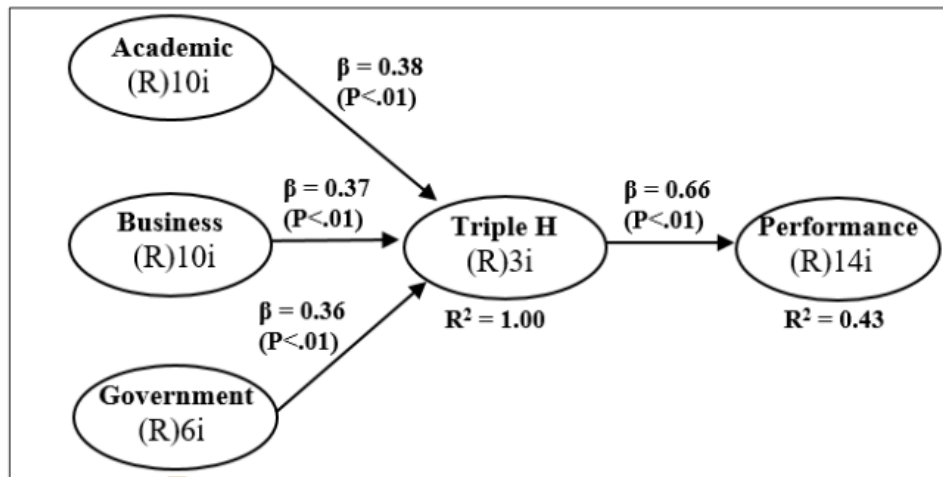 Academic
(R)10i
β = 0.38
(P<.01)
Business
(R)10i
β = 0.37
(P<.01)
Triple H
(R)3i
R² = 1.00
β = 0.66
(P<.01)
Performance
(R)14i
R² = 0.43
β = 0.36
(P<.01)
Government
(R)6i